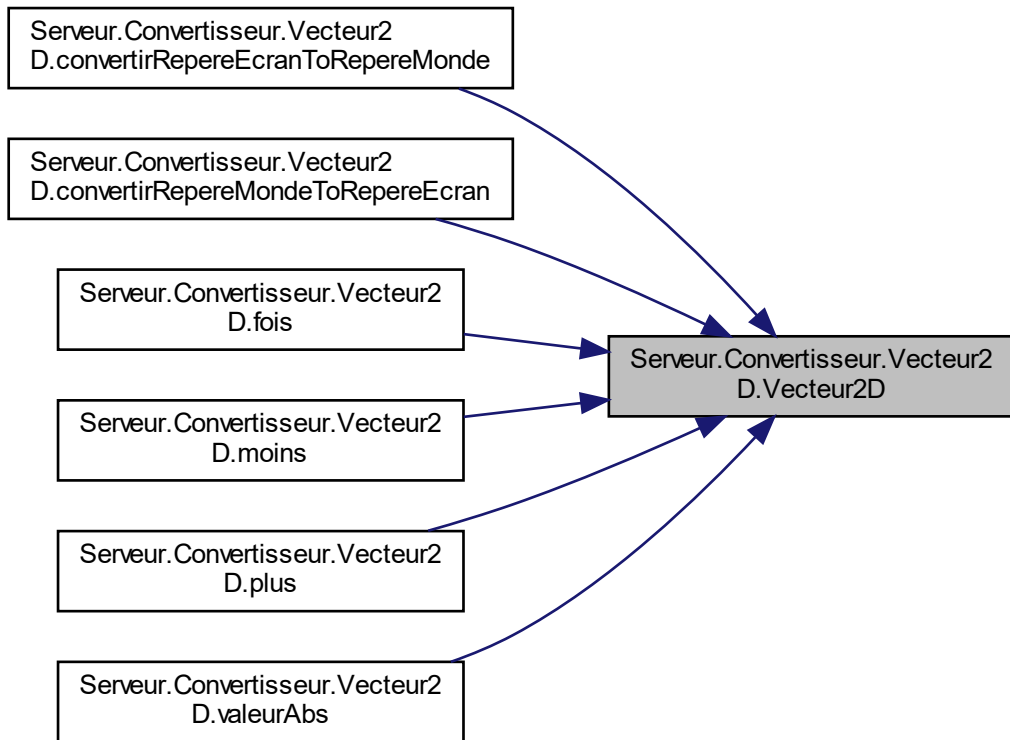 Serveur.Convertisseur.Vecteur2
D.convertirRepereEcranToRepereMonde
Serveur.Convertisseur.Vecteur2
D.convertirRepereMondeToRepereEcran
Serveur.Convertisseur.Vecteur2
D.fois
Serveur.Convertisseur.Vecteur2
D.Vecteur2D
Serveur.Convertisseur.Vecteur2
D.moins
Serveur.Convertisseur.Vecteur2
D.plus
Serveur.Convertisseur.Vecteur2
D.valeurAbs